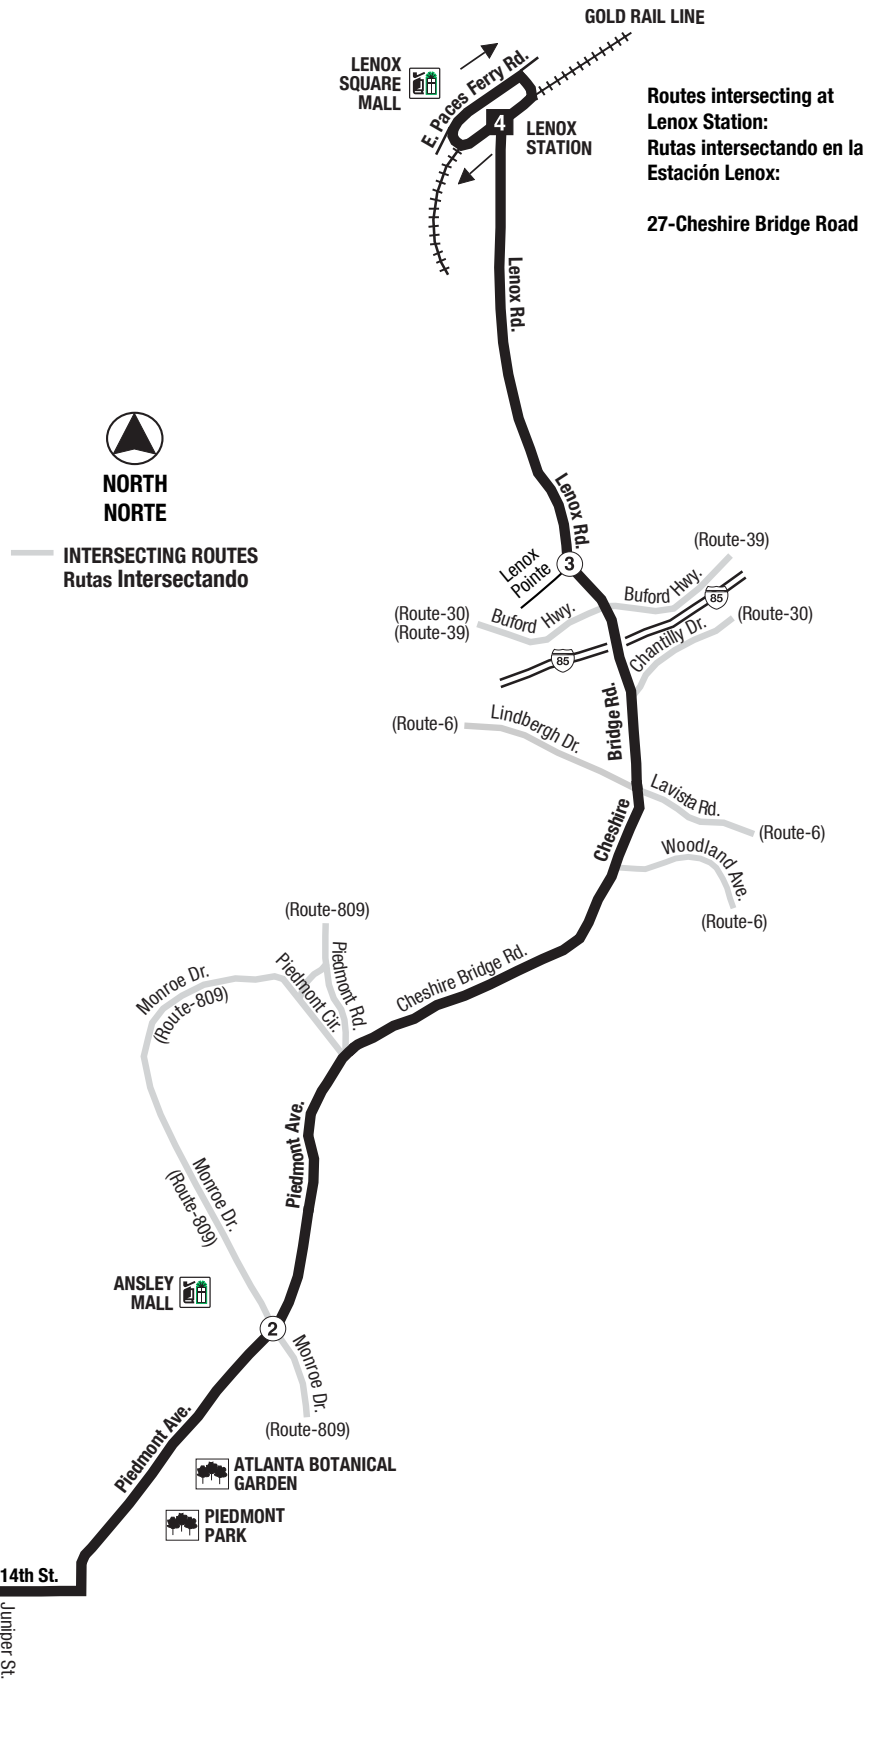 GOLD RAIL LINE
LENOX
SQUARE
MALL
E. Paces Ferry Rd.
4
LENOX
STATION
Routes intersecting at
Lenox Station:
Rutas intersectando en la
Estación Lenox:
27-Cheshire Bridge Road
Lenox Rd.
NORTH
NORTE
INTERSECTING ROUTES
Rutas Intersectando
Lenox Rd.
3
Lenox
Pointe
(Route-39)
Buford Hwy.
85
(Route-30)
(Route-30)
(Route-39)
Buford Hwy.
85
Chantilly Dr.
Bridge Rd.
(Route-6)
Lindbergh Dr.
Lavista Rd.
(Route-6)
Cheshire
Woodland Ave.
(Route-6)
(Route-809)
Piedmont Rd.
Piedmont Cir.
Monroe Dr.
(Route-809)
Cheshire Bridge Rd.
Piedmont Ave.
Monroe Dr.
(Route-809)
ANSLEY
MALL
2
Monroe Dr.
(Route-809)
Piedmont Ave.
ATLANTA BOTANICAL
GARDEN
PIEDMONT
PARK
14th St.
Juniper St.